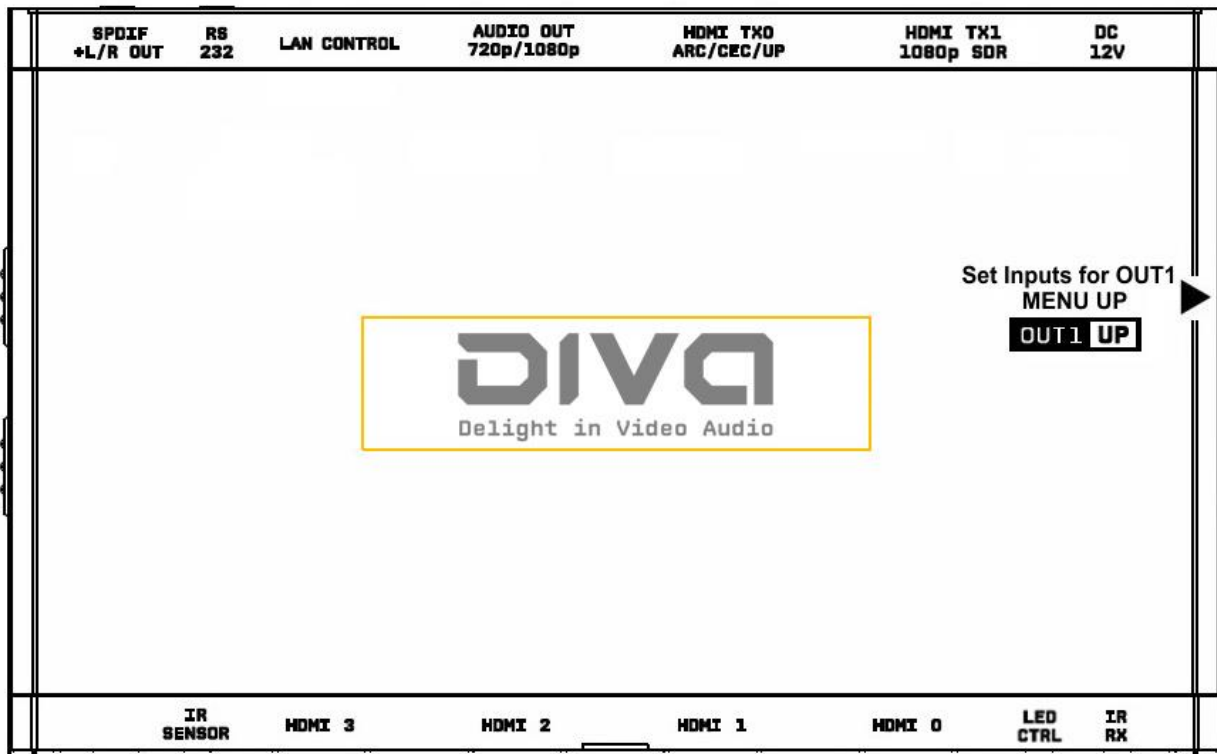 SPDIF
+L/R OUT
RS
232
LAN CONTROL
AUDIO OUT
720p/1080p
HDMI TX0
ARC/CEC/UP
HDMI TX1
1080p SDR
DC
12V
Set Inputs for OUT1
MENU UP
OUT1 UP
DIVA
Delight in Video Audio
IR
SENSOR
HDMI 3
HDMI 2
HDMI 1
HDMI 0
LED
CTRL
IR
RX